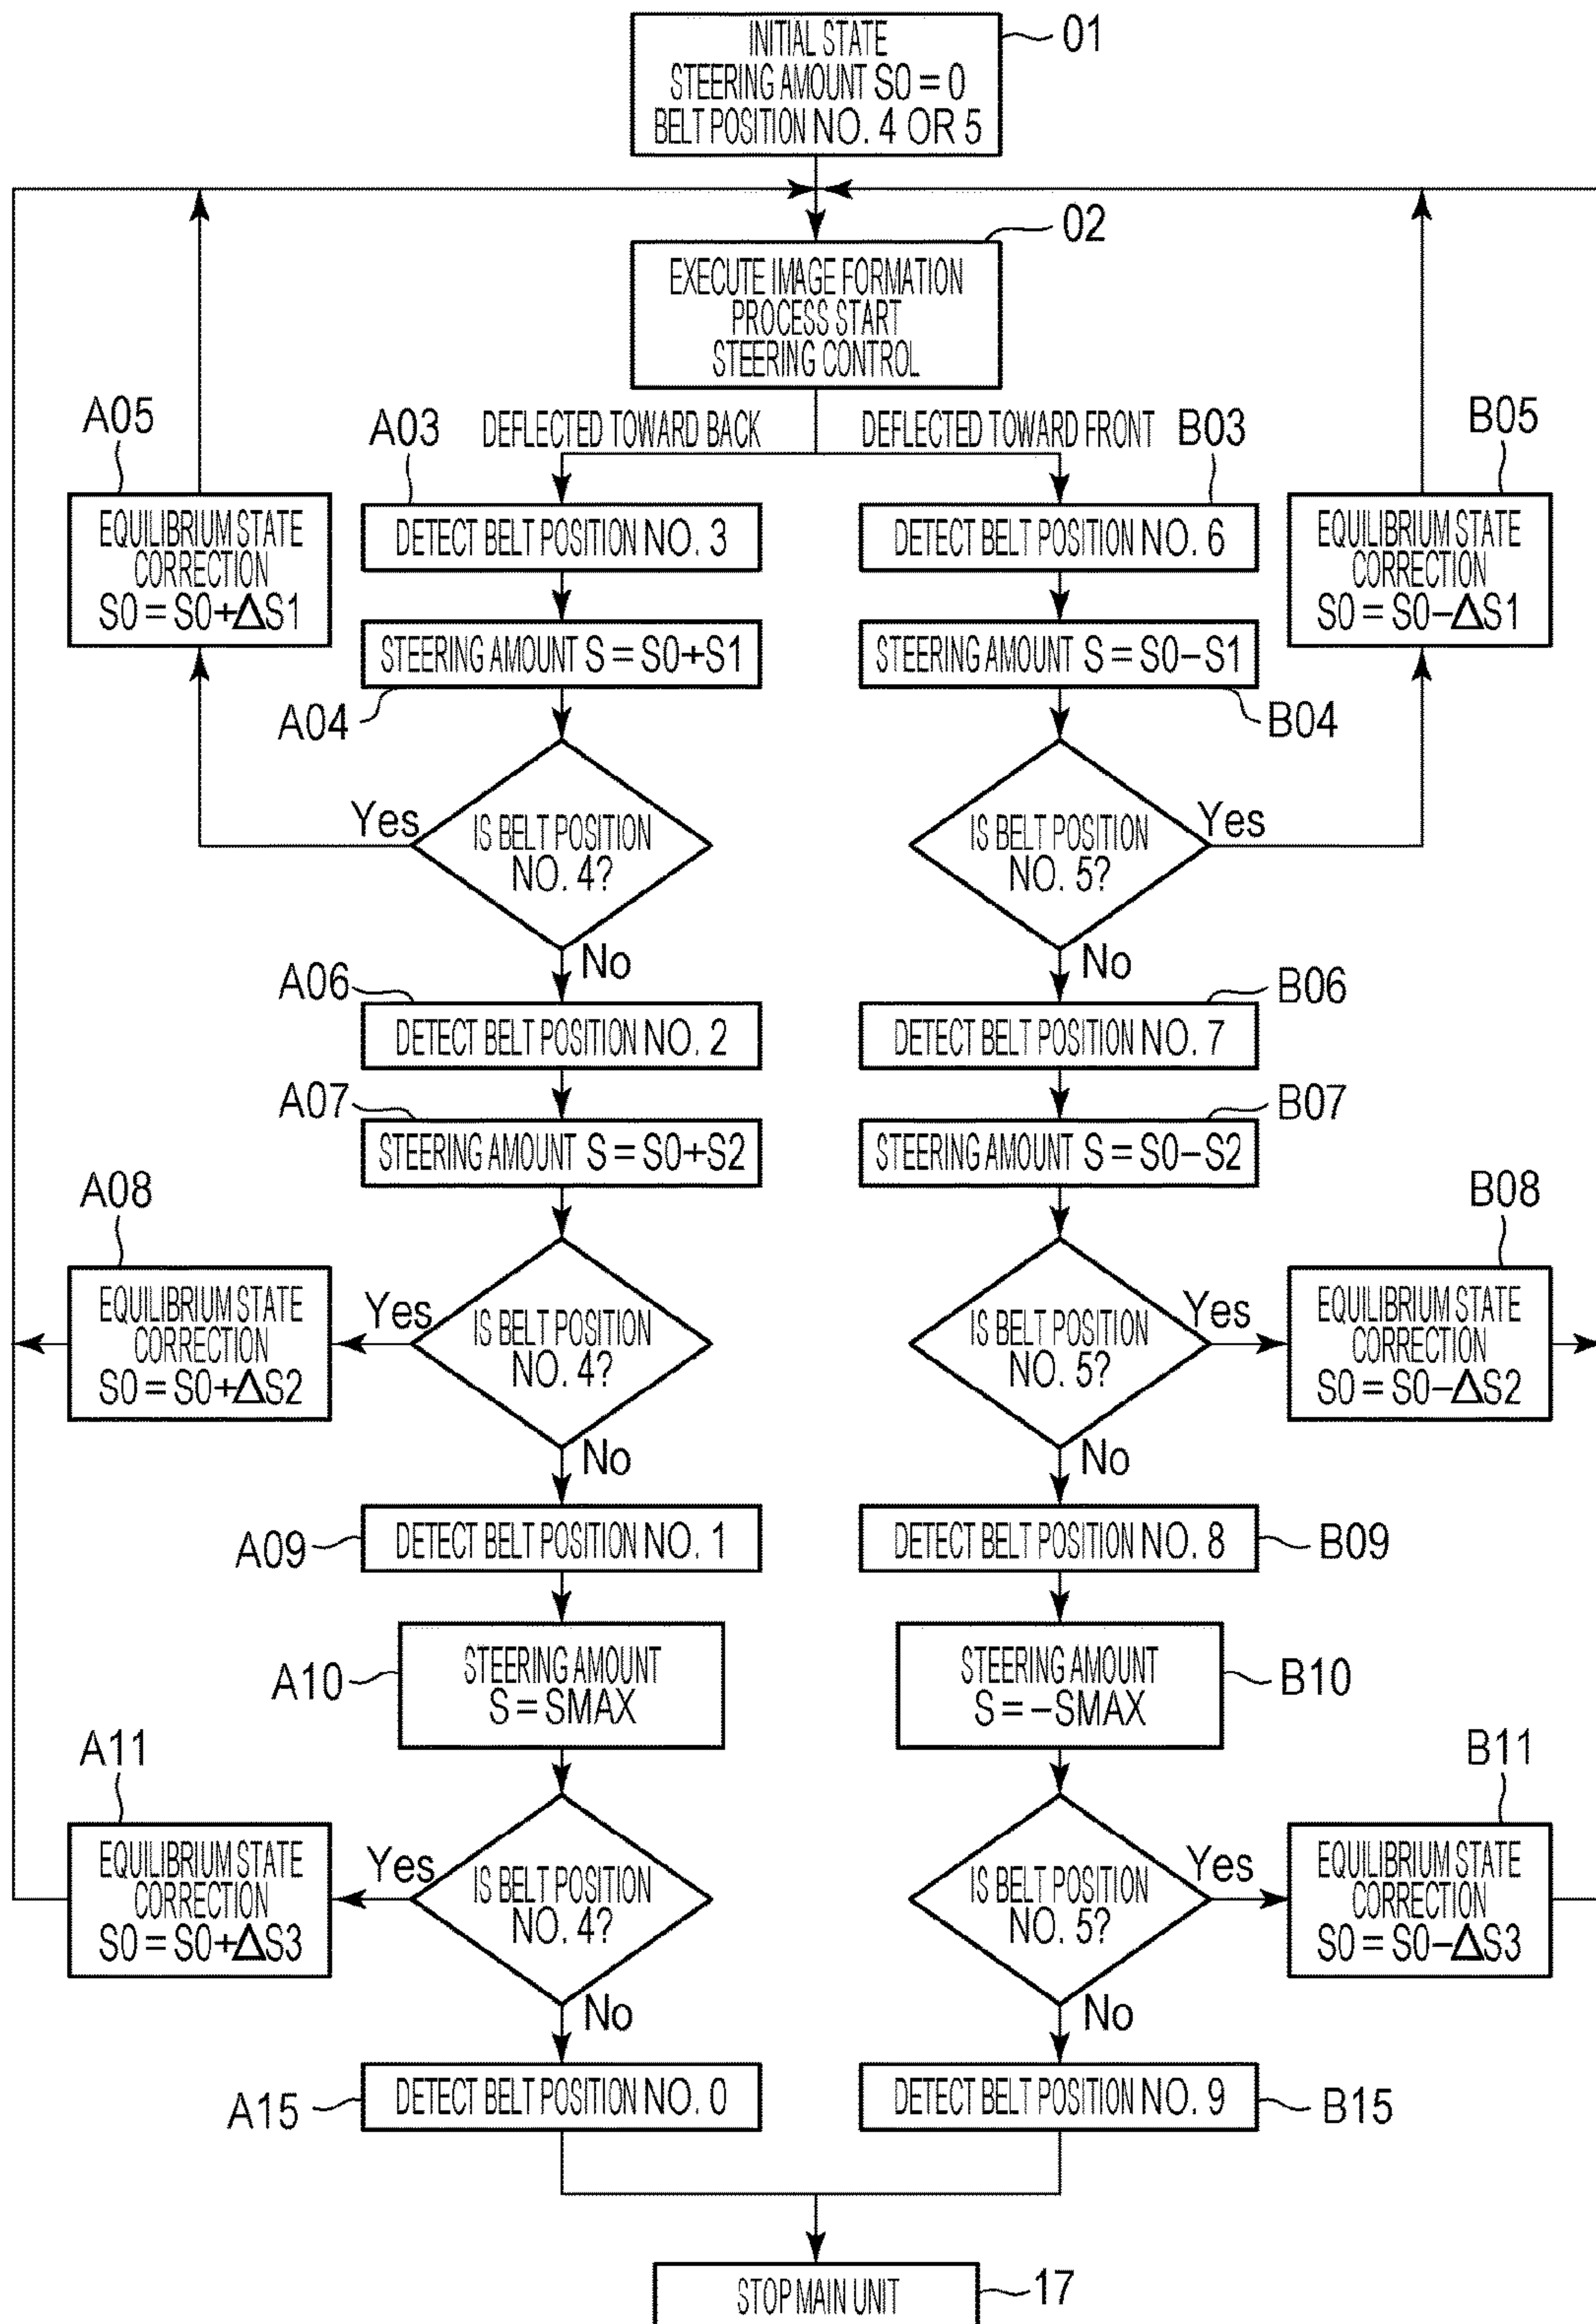 INITIAL STATE
STEERING AMOUNT S0 = 0
BELT POSITION NO. 4 OR 5
01
EXECUTE IMAGE FORMATION
PROCESS START
STEERING CONTROL
02
DEFLECTED TOWARD BACK
DEFLECTED TOWARD FRONT
A03
DETECT BELT POSITION NO. 3
B03
DETECT BELT POSITION NO. 6
A05
EQUILIBRIUM STATE
CORRECTION
S0 = S0+ΔS1
B05
EQUILIBRIUM STATE
CORRECTION
S0 = S0−ΔS1
STEERING AMOUNT S = S0+S1
A04
STEERING AMOUNT S = S0−S1
B04
IS BELT POSITION
NO. 4?
Yes
No
IS BELT POSITION
NO. 5?
Yes
No
A06
DETECT BELT POSITION NO. 2
B06
DETECT BELT POSITION NO. 7
A07
STEERING AMOUNT S = S0+S2
B07
STEERING AMOUNT S = S0−S2
A08
EQUILIBRIUM STATE
CORRECTION
S0 = S0+ΔS2
Yes
IS BELT POSITION
NO. 4?
No
IS BELT POSITION
NO. 5?
Yes
No
B08
EQUILIBRIUM STATE
CORRECTION
S0 = S0−ΔS2
A09
DETECT BELT POSITION NO. 1
DETECT BELT POSITION NO. 8
B09
A10
STEERING AMOUNT
S = SMAX
STEERING AMOUNT
S = −SMAX
B10
A11
EQUILIBRIUM STATE
CORRECTION
S0 = S0+ΔS3
Yes
IS BELT POSITION
NO. 4?
No
IS BELT POSITION
NO. 5?
Yes
No
B11
EQUILIBRIUM STATE
CORRECTION
S0 = S0−ΔS3
A15
DETECT BELT POSITION NO. 0
DETECT BELT POSITION NO. 9
B15
STOP MAIN UNIT
17